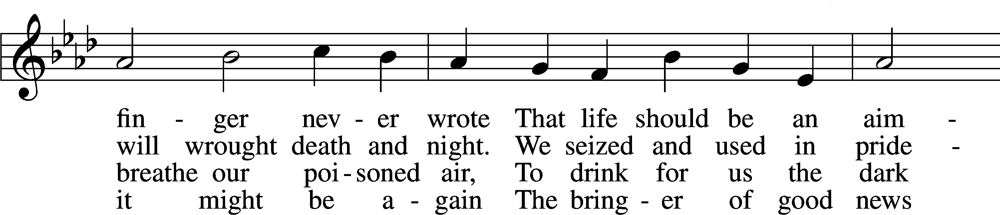 fin - ger nev - er wrote That life should be an aim -
will wrought death and night. We seized and used in pride -
breathe our poi - soned air, To drink for us the dark
it might be a - gain The bring - er of good news